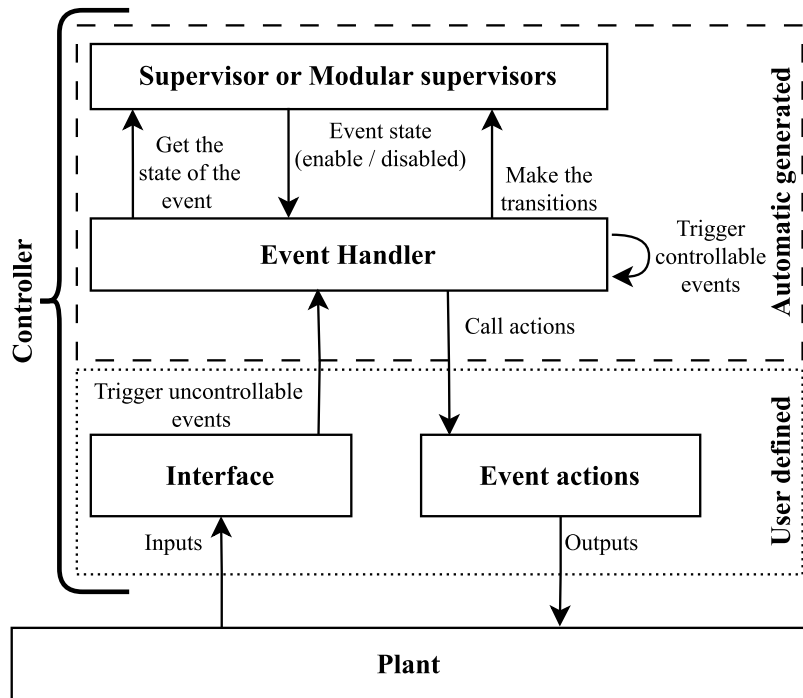 Supervisor or Modular supervisors
Get the
state of the
event
Event state
(enable / disabled)
Make the
transitions
Event Handler
Trigger
controllable
events
Automatic generated
Controller
Call actions
Trigger uncontrollable
events
Interface
Event actions
User defined
Inputs
Outputs
Plant